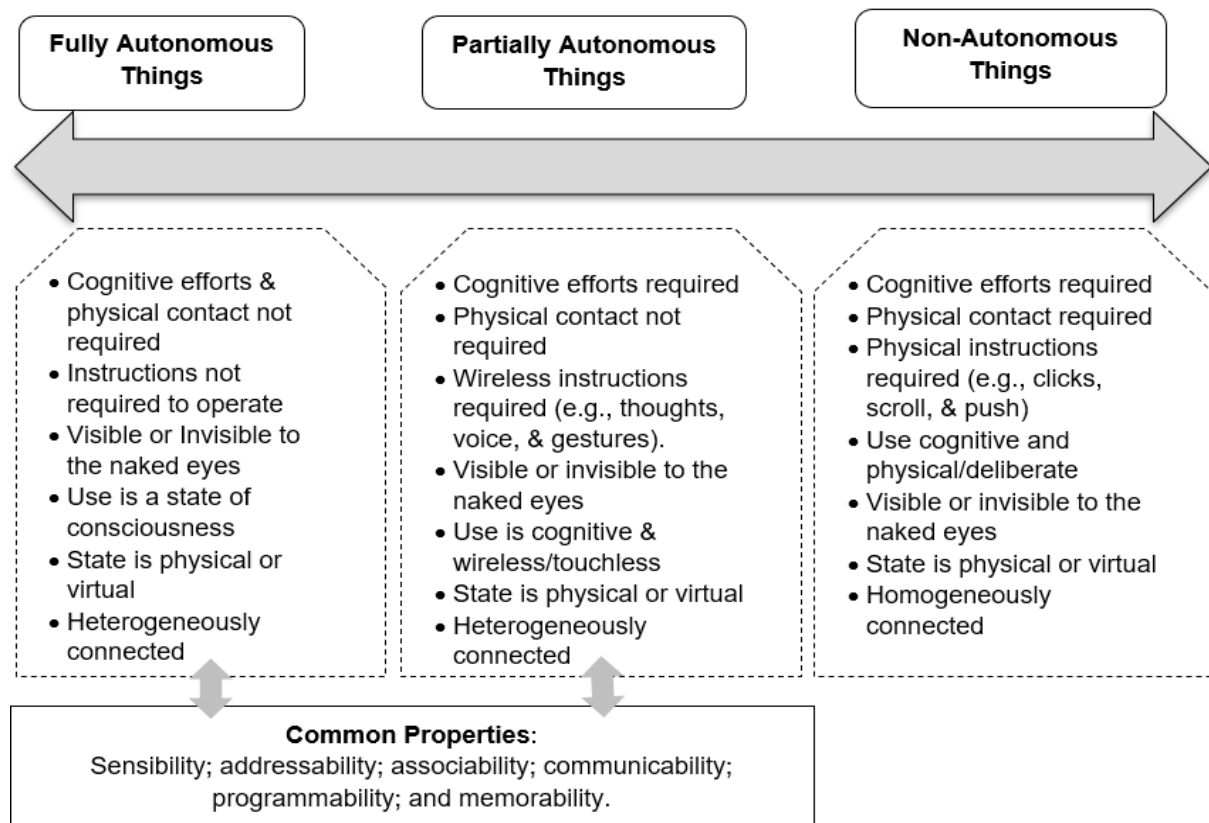 Fully Autonomous
Things
Partially Autonomous
Things
Non-Autonomous
Things
• Cognitive efforts &
physical contact not
required
• Instructions not
required to operate
• Visible or Invisible to
the naked eyes
• Use is a state of
consciousness
• State is physical or
virtual
• Heterogeneously
connected
• Cognitive efforts required
• Physical contact not
required
• Wireless instructions
required (e.g., thoughts,
voice, & gestures).
• Visible or invisible to the
naked eyes
• Use is cognitive &
wireless/touchless
• State is physical or virtual
• Heterogeneously
connected
• Cognitive efforts required
• Physical contact required
• Physical instructions
required (e.g., clicks,
scroll, & push)
• Use cognitive and
physical/deliberate
• Visible or invisible to the
naked eyes
• State is physical or virtual
• Homogeneously
connected
Common Properties:
Sensibility; addressability; associability; communicability;
programmability; and memorability.